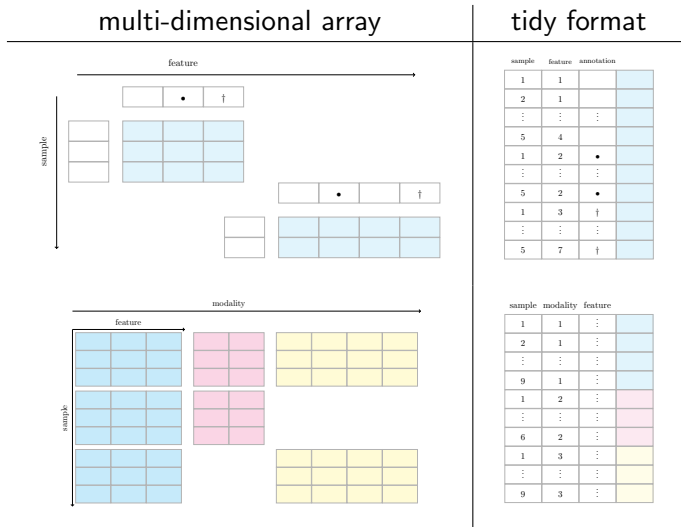 multi-dimensional array
tidy format
feature
sample
• †
• †
sample feature annotation
1 1
2 1
⋮ ⋮ ⋮
5 4
1 2 •
⋮ ⋮ ⋮
5 2 •
1 3 †
⋮ ⋮ ⋮
5 7 †
modality
feature
sample
sample modality feature
1 1 ⋮
2 1 ⋮
⋮ ⋮ ⋮
9 1 ⋮
1 2 ⋮
⋮ ⋮ ⋮
6 2 ⋮
1 3 ⋮
⋮ ⋮ ⋮
9 3 ⋮